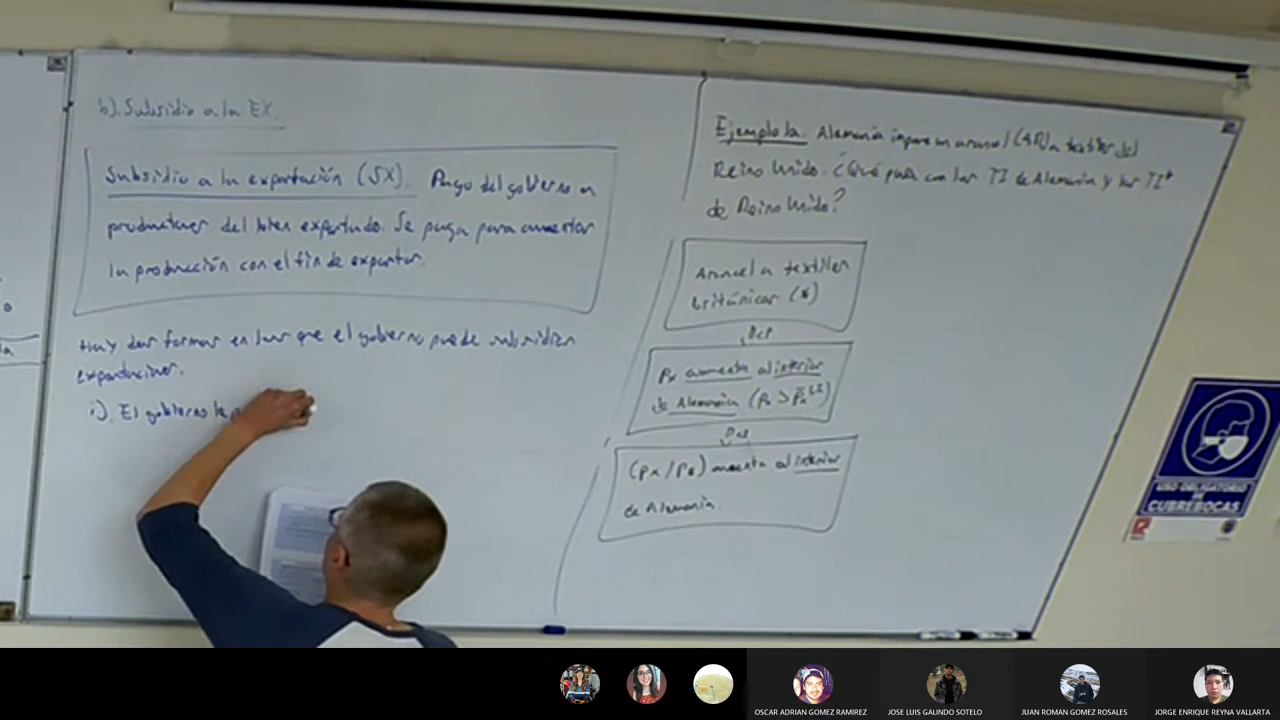 b). Subsidio a la EX.
Subsidio a la exportación (SX). Pago del gobierno a
productores del bien exportado. Se paga para aumentar
la producción con el fin de exportar.
Hay dos formas en las que el gobierno puede subsidiar
exportaciones.
i). El gobierno le
Ejemplo 1a. Alemania impone un arancel a textiles del
Reino Unido. ¿Qué pasa con los TI de Alemania y los TI*
de Reino Unido?
Arancel a textiles
británicos (*)
Px aumenta al interior
de Alemania
(Px/P
) aumenta al interior
de Alemania.
USO OBLIGATORIO
DE
CUBREBOCAS
OSCAR ADRIAN GOMEZ RAMIREZ
JOSE LUIS GALINDO SOTELO
JUAN ROMAN GOMEZ ROSALES
JORGE ENRIQUE REYNA VALLARTA